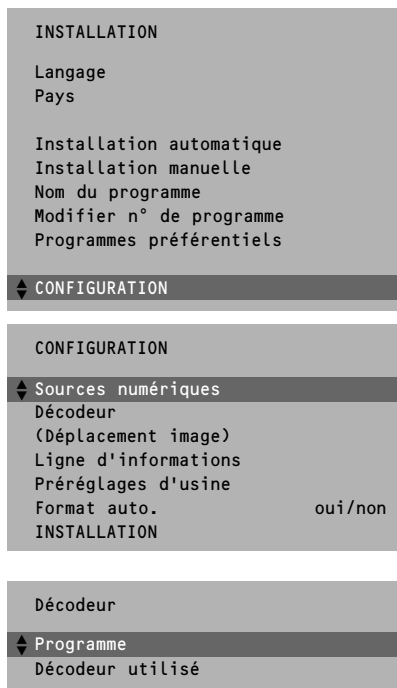 INSTALLATION
Langage
Pays
Installation automatique
Installation manuelle
Nom du programme
Modifier n° de programme
Programmes préférentiels
CONFIGURATION
CONFIGURATION
Sources numériques
Décodeur
(Déplacement image)
Ligne d'informations
Préréglages d'usine
Format auto. oui/non
INSTALLATION
Décodeur
Programme
Décodeur utilisé